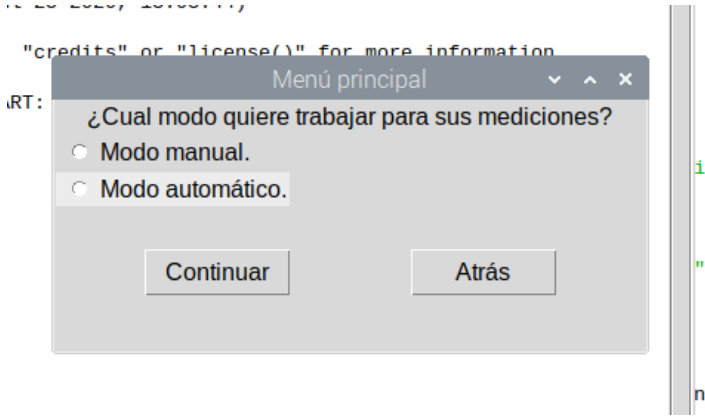 "credits" or "license()" for more information
ART:
Menú principal
¿Cual modo quiere trabajar para sus mediciones?
Modo manual.
Modo automático.
Continuar
Atrás
i
"
n